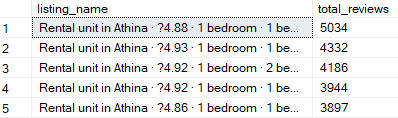 listing_name total_reviews
1 Rental unit in Athina · ?4.88 · 1 bedroom · 1 be... 5034
2 Rental unit in Athina · ?4.93 · 1 bedroom · 1 be... 4332
3 Rental unit in Athina · ?4.92 · 1 bedroom · 2 be... 4186
4 Rental unit in Athina · ?4.92 · 1 bedroom · 1 be... 3944
5 Rental unit in Athina · ?4.86 · 1 bedroom · 1 be... 3897